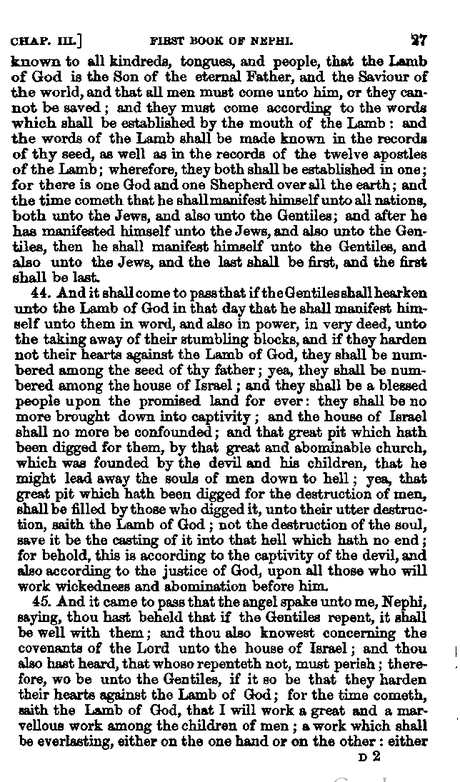 CHAP. III.] FIRST BOOK OF NEPHI. 27
known to all kindreds, tongues, and people, that the Lamb
of God is the Son of the eternal Father, and the Saviour of
the world, and that all men must come unto him, or they can-
not be saved; and they must come according to the words
which shall be established by the mouth of the Lamb: and
the words of the Lamb shall be made known in the records
of thy seed, as well as in the records of the twelve apostles
of the Lamb; wherefore, they both shall be established in one;
for there is one God and one Shepherd over all the earth; and
the time cometh that he shall manifest himself unto all nations,
both unto the Jews, and also unto the Gentiles; and after he
has manifested himself unto the Jews, and also unto the Gen-
tiles, then he shall manifest himself unto the Gentiles, and
also unto the Jews, and the last shall be first, and the first
shall be last.
44. And it shall come to pass that if the Gentiles shall hearken
unto the Lamb of God in that day that he shall manifest him-
self unto them in word, and also in power, in very deed, unto
the taking away of their stumbling blocks, and if they harden
not their hearts against the Lamb of God, they shall be num-
bered among the seed of thy father; yea, they shall be num-
bered among the house of Israel; and they shall be a blessed
people upon the promised land for ever: they shall be no
more brought down into captivity; and the house of Israel
shall no more be confounded; and that great pit which hath
been digged for them, by that great and abominable church,
which was founded by the devil and his children, that he
might lead away the souls of men down to hell; yea, that
great pit which hath been digged for the destruction of men,
shall be filled by those who digged it, unto their utter destruc-
tion, saith the Lamb of God; not the destruction of the soul,
save it be the casting of it into that hell which hath no end;
for behold, this is according to the captivity of the devil, and
also according to the justice of God, upon all those who will
work wickedness and abomination before him.
45. And it came to pass that the angel spake unto me, Nephi,
saying, thou hast beheld that if the Gentiles repent, it shall
be well with them; and thou also knowest concerning the
covenants of the Lord unto the house of Israel; and thou
also hast heard, that whoso repenteth not, must perish; there-
fore, wo be unto the Gentiles, if it so be that they harden
their hearts against the Lamb of God; for the time cometh,
saith the Lamb of God, that I will work a great and a mar-
vellous work among the children of men; a work which shall
be everlasting, either on the one hand or on the other: either
D 2